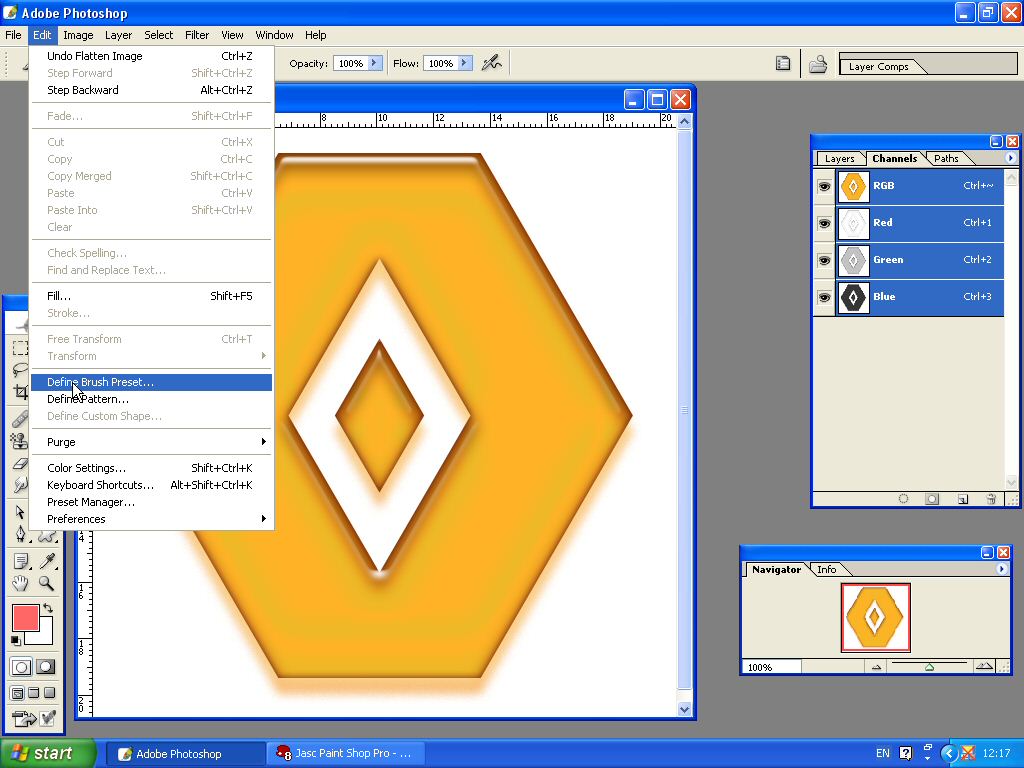 Adobe Photoshop
File Edit Image Layer Select Filter View Window Help
Opacity: 100% Flow: 100% Layer Comps
Undo Flatten Image Ctrl+Z
Step Forward Shift+Ctrl+Z
Step Backward Alt+Ctrl+Z
Fade... Shift+Ctrl+F
Cut Ctrl+X
Copy Ctrl+C
Copy Merged Shift+Ctrl+C
Paste Ctrl+V
Paste Into Shift+Ctrl+V
Clear
Check Spelling...
Find and Replace Text...
Fill... Shift+F5
Stroke...
Free Transform Ctrl+T
Transform
Define Brush Preset...
Define Pattern...
Define Custom Shape...
Purge
Color Settings... Shift+Ctrl+K
Keyboard Shortcuts... Alt+Shift+Ctrl+K
Preset Manager...
Preferences
8 10 12 14 16 18 20
14
16
18
20
Layers Channels Paths
RGB Ctrl+~
Red Ctrl+1
Green Ctrl+2
Blue Ctrl+3
Navigator Info
100%
start Adobe Photoshop Jasc Paint Shop Pro - ... EN 12:17